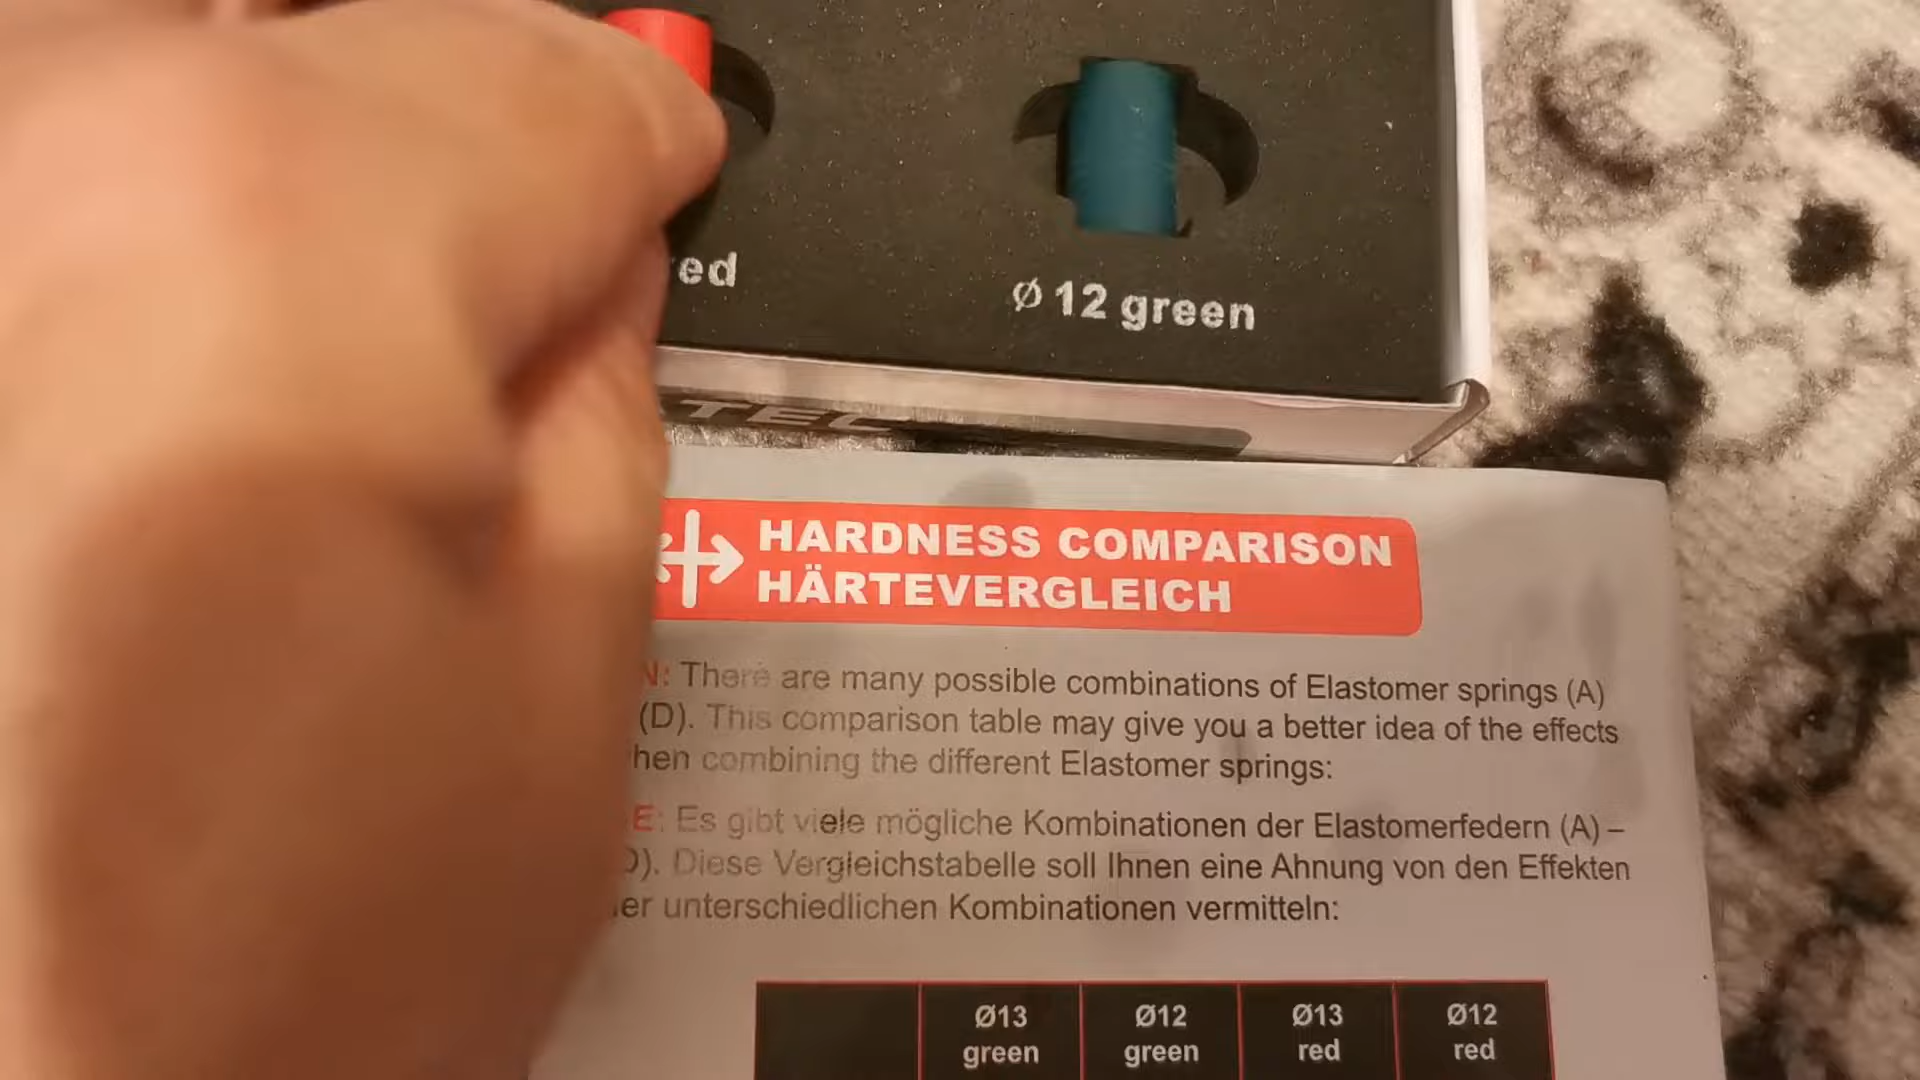 ed
Ø 12 green
TEC
HARDNESS COMPARISON
HÄRTEVERGLEICH
N: There are many possible combinations of Elastomer springs (A)
(D). This comparison table may give you a better idea of the effects
hen combining the different Elastomer springs:
E: Es gibt viele mögliche Kombinationen der Elastomerfedern (A) –
D). Diese Vergleichstabelle soll Ihnen eine Ahnung von den Effekten
er unterschiedlichen Kombinationen vermitteln:
Ø13 Ø12 Ø13 Ø12
green green red red